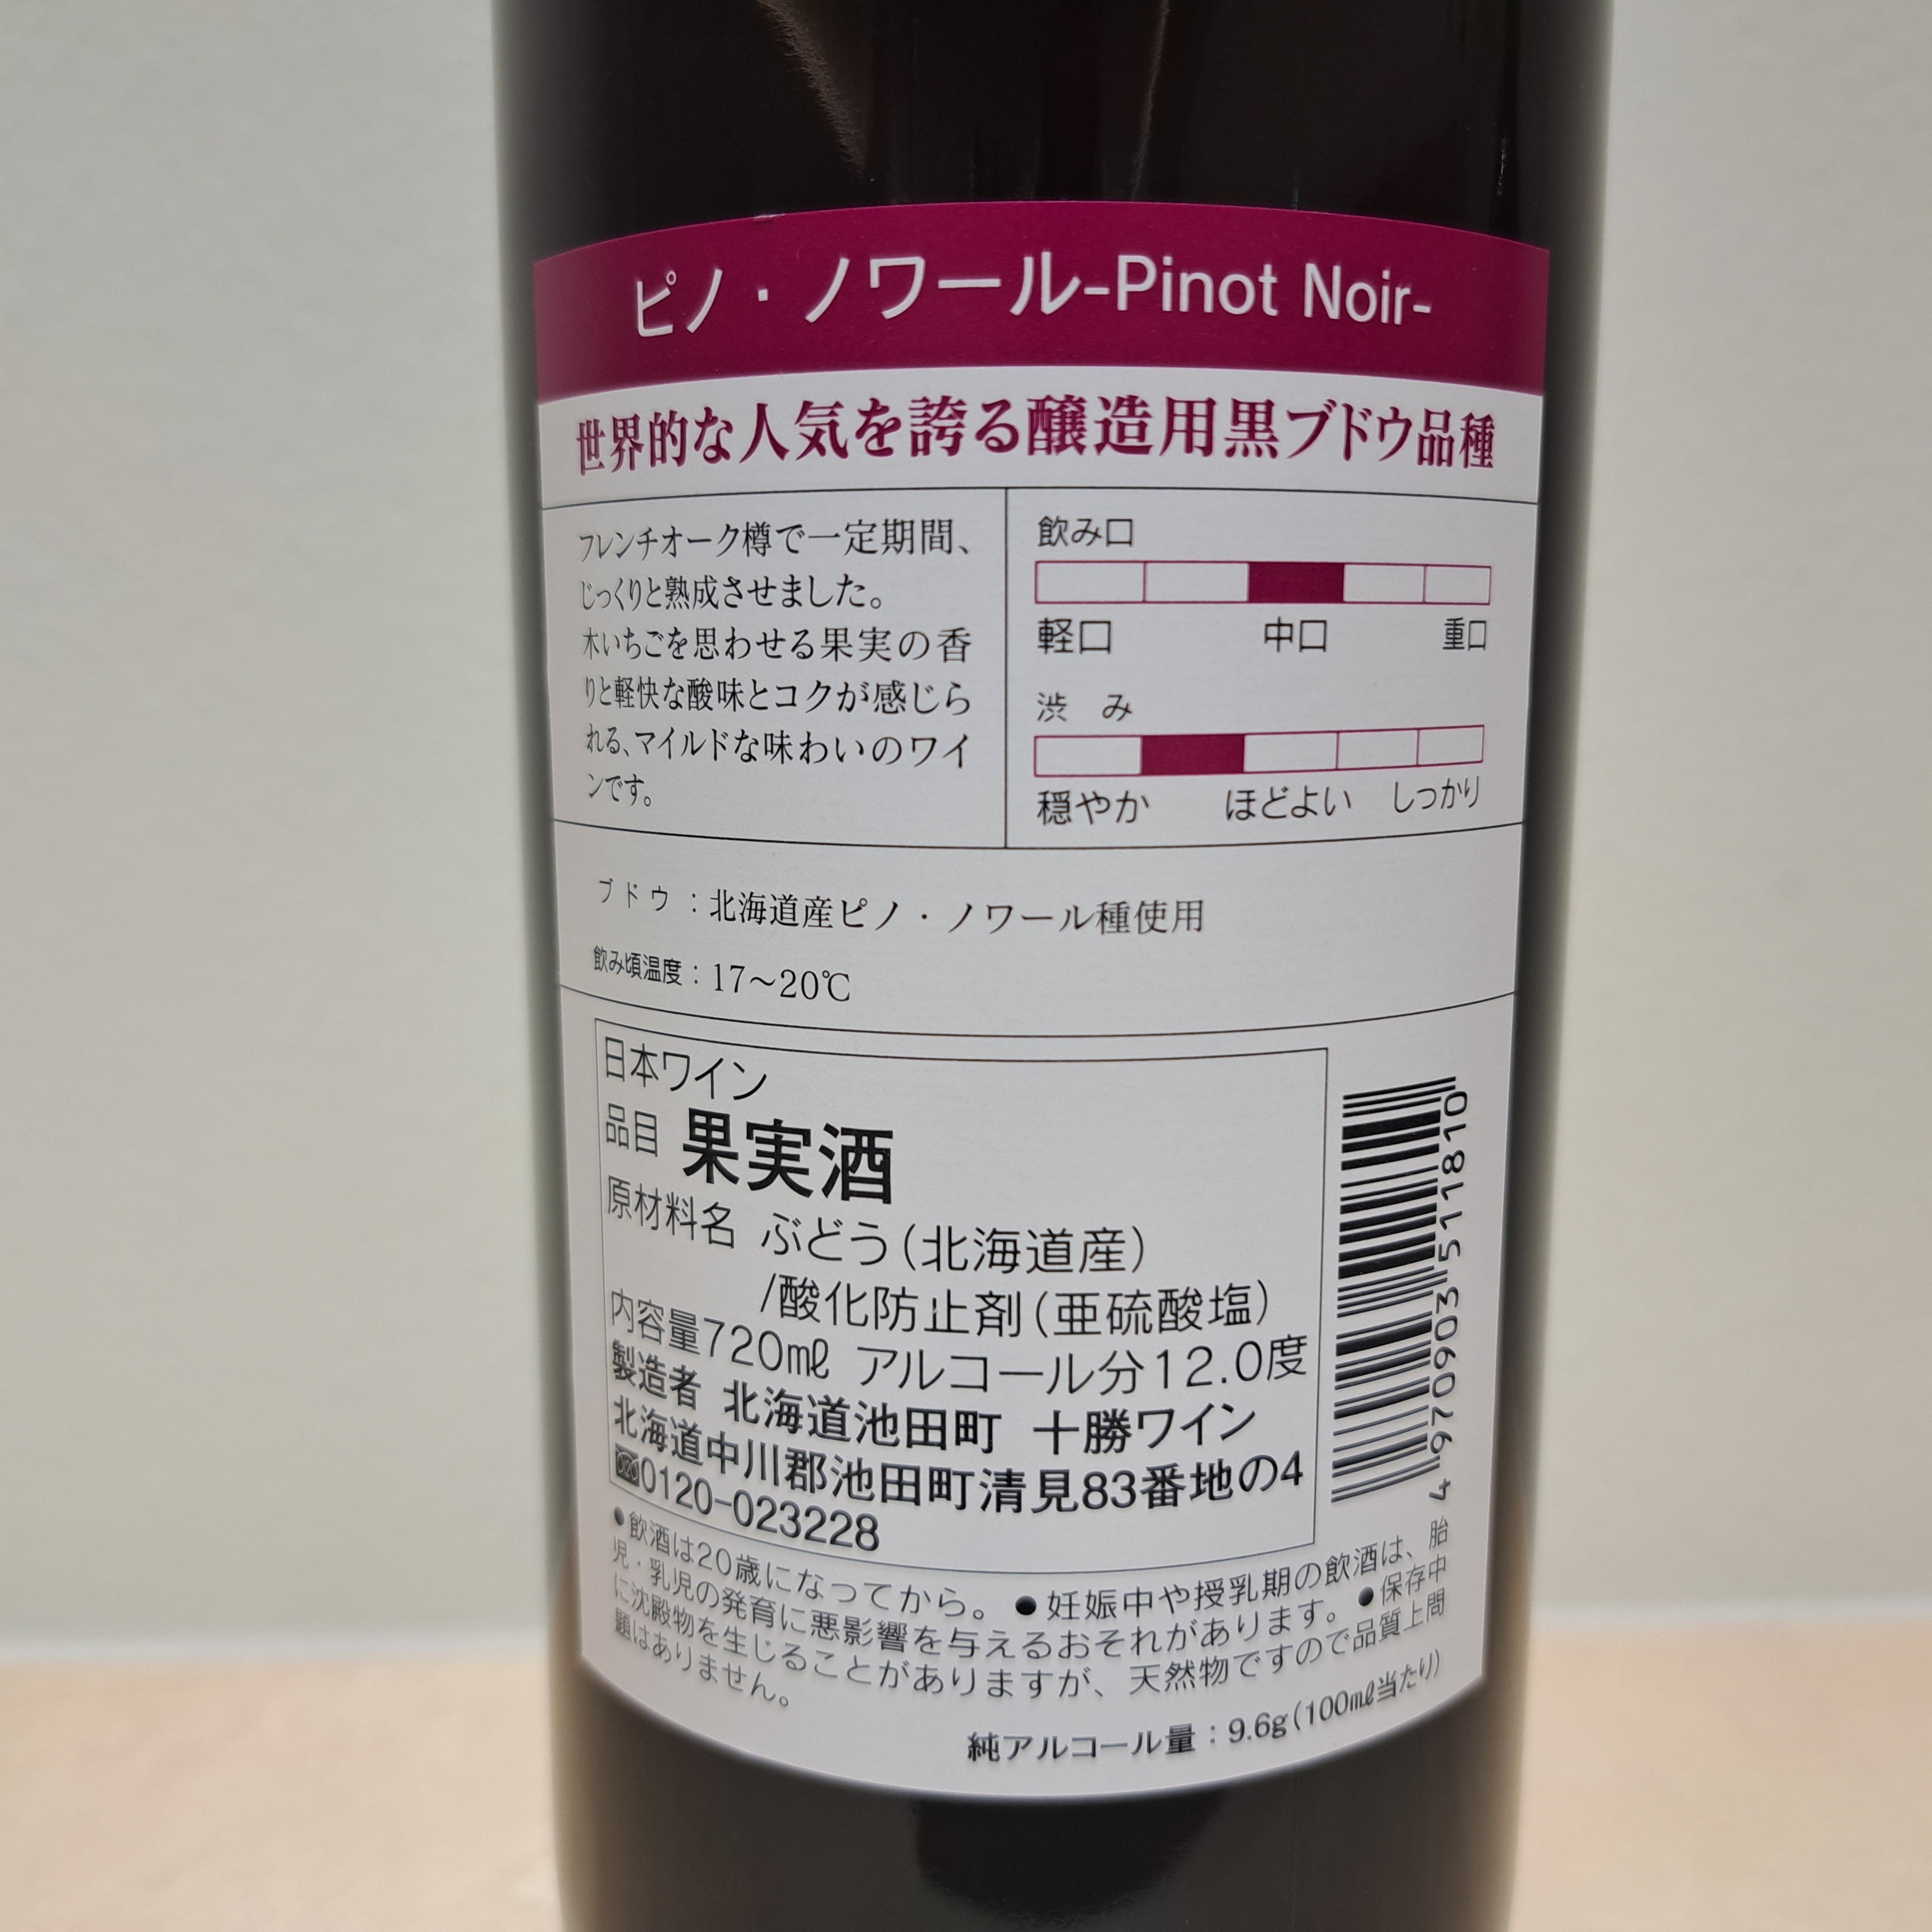 ピノ・ノワール-Pinot Noir-
世界的な人気を誇る醸造用黒ブドウ品種
フレンチオーク樽で一定期間、
じっくりと熟成させました。
木いちごを思わせる果実の香
りと軽快な酸味とコクが感じら
れる、マイルドな味わいのワイ
ンです。
飲み口
軽口 中口 重口
渋 み
穏やか ほどよい しっかり
ブドウ：北海道産ピノ・ノワール種使用
飲み頃温度：17～20℃
日本ワイン
品目 果実酒
原材料名 ぶどう（北海道産）
/酸化防止剤（亜硫酸塩）
内容量720mℓ アルコール分12.0度
製造者 北海道池田町 十勝ワイン
北海道中川郡池田町清見83番地の4
0120-023228
4 970903 511810
●飲酒は20歳になってから。●妊娠中や授乳期の飲酒は、胎
児・乳児の発育に悪影響を与えるおそれがあります。●保存中
に沈殿物を生じることがありますが、天然物ですので品質上問
題はありません。
純アルコール量：9.6g（100mℓ当たり）